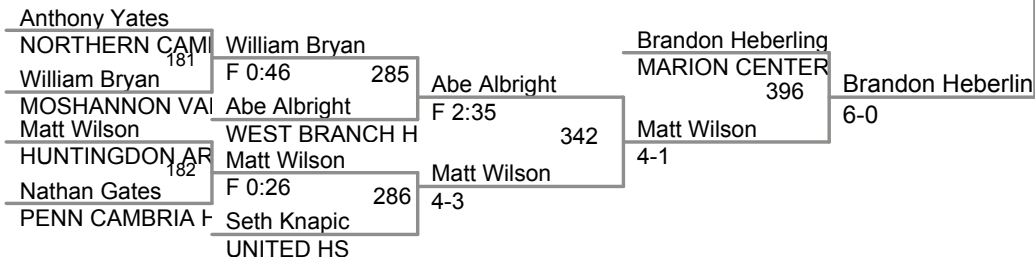 Anthony Yates
NORTHERN CAMI
181
William Bryan
MOSHANNON VAI
Matt Wilson
HUNTINGDON AR
182
Nathan Gates
PENN CAMBRIA H
William Bryan
F 0:46
285
Abe Albright
WEST BRANCH H
Matt Wilson
F 0:26
286
Seth Knapic
UNITED HS
Abe Albright
F 2:35
342
Matt Wilson
4-3
Brandon Heberling
MARION CENTER
396
Matt Wilson
4-1
Brandon Heberlin
6-0